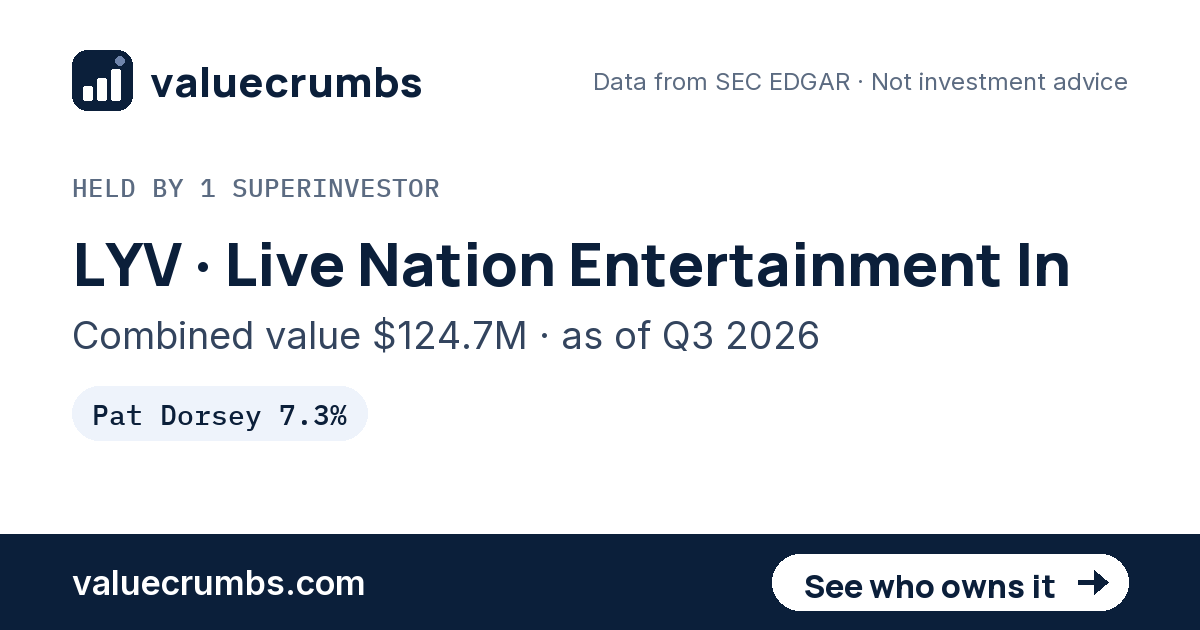 valuecrumbs
Data from SEC EDGAR · Not investment advice
HELD BY 1 SUPERINVESTOR
LYV · Live Nation Entertainment In
Combined value $124.7M · as of Q3 2026
Pat Dorsey 7.3%
valuecrumbs.com
See who owns it →